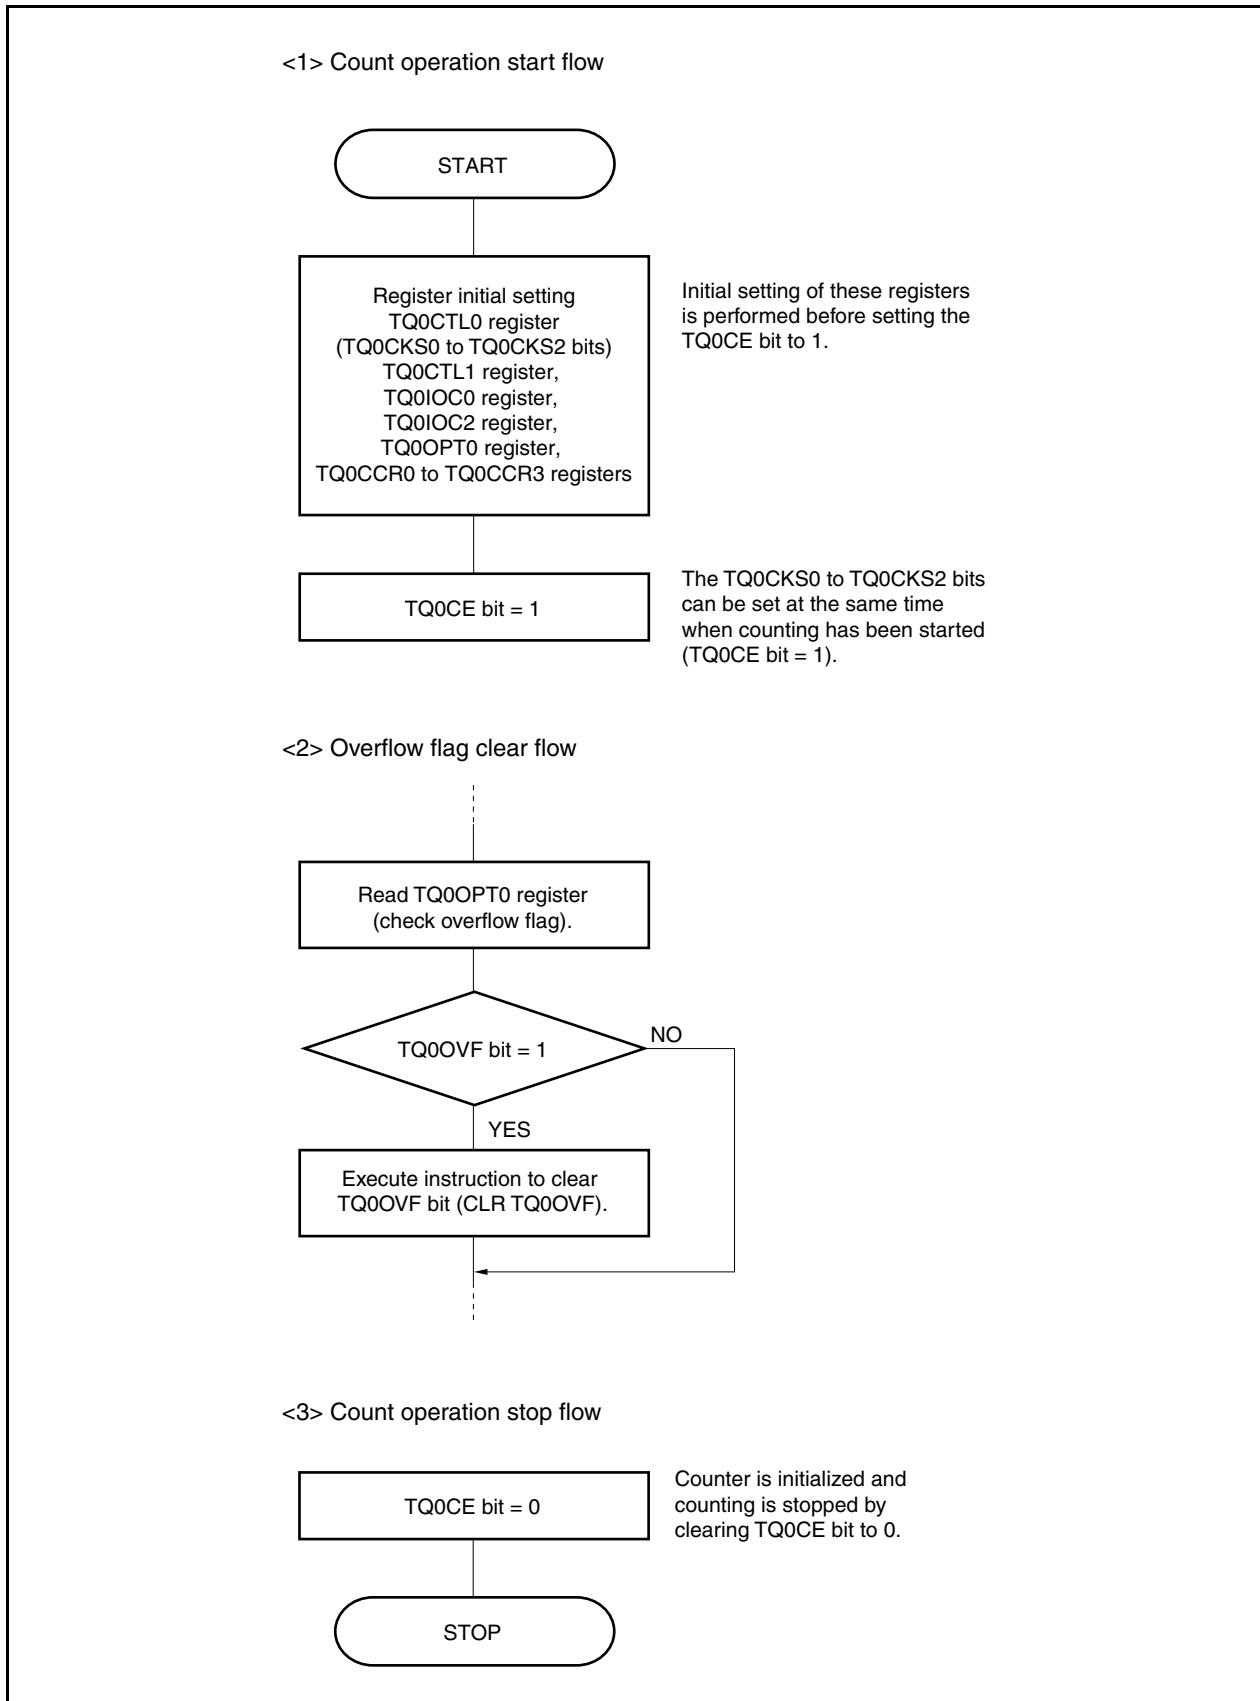 <1> Count operation start flow
START
Register initial setting
TQ0CTL0 register
(TQ0CKS0 to TQ0CKS2 bits)
TQ0CTL1 register,
TQ0IOC0 register,
TQ0IOC2 register,
TQ0OPT0 register,
TQ0CCR0 to TQ0CCR3 registers
Initial setting of these registers
is performed before setting the
TQ0CE bit to 1.
TQ0CE bit = 1
The TQ0CKS0 to TQ0CKS2 bits
can be set at the same time
when counting has been started
(TQ0CE bit = 1).
<2> Overflow flag clear flow
Read TQ0OPT0 register
(check overflow flag).
TQ0OVF bit = 1
NO
YES
Execute instruction to clear
TQ0OVF bit (CLR TQ0OVF).
<3> Count operation stop flow
TQ0CE bit = 0
Counter is initialized and
counting is stopped by
clearing TQ0CE bit to 0.
STOP